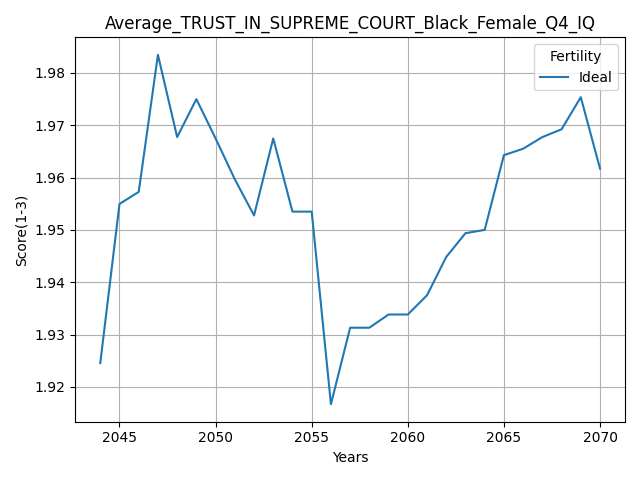 Average_TRUST_IN_SUPREME_COURT_Black_Female_Q4_IQ
Fertility
Ideal
Score(1-3)
1.98
1.97
1.96
1.95
1.94
1.93
1.92
2045 2050 2055 2060 2065 2070
Years